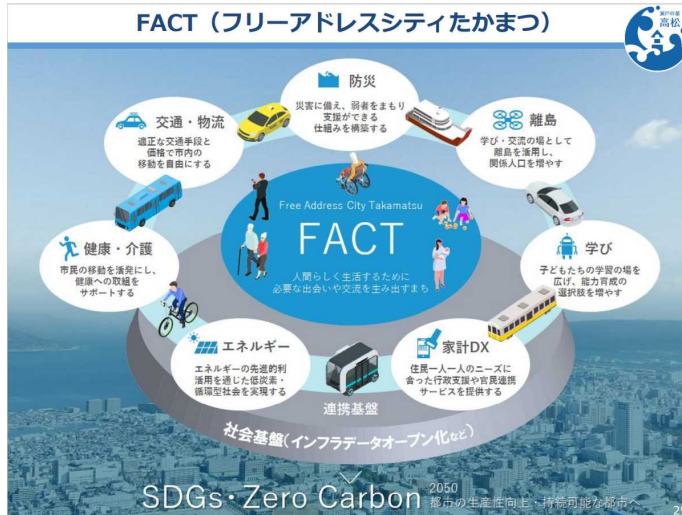 FACT（フリーアドレスシティたかまつ）
瀬戸の都
高松
防災
災害に備え、弱者をまもり
支援ができる
仕組みを構築する
交通・物流
適正な交通手段と
価格で市内の
移動を自由にする
離島
学び・交流の場として
離島を活用し、
関係人口を増やす
Free Address City Takamatsu
FACT
人間らしく生活するために
必要な出会いや交流を生み出すまち
健康・介護
市民の移動を活発にし、
健康への取組を
サポートする
学び
子どもたちの学習の場を
広げ、能力育成の
選択肢を増やす
エネルギー
エネルギーの先進的利
活用を通じた低炭素・
循環型社会を実現する
家計DX
住民一人一人のニーズに
合った行政支援や官民連携
サービスを提供する
連携基盤
社会基盤(インフラデータオープン化など)
SDGs・Zero Carbon
2050
都市の生産性向上・持続可能な都市へ
29